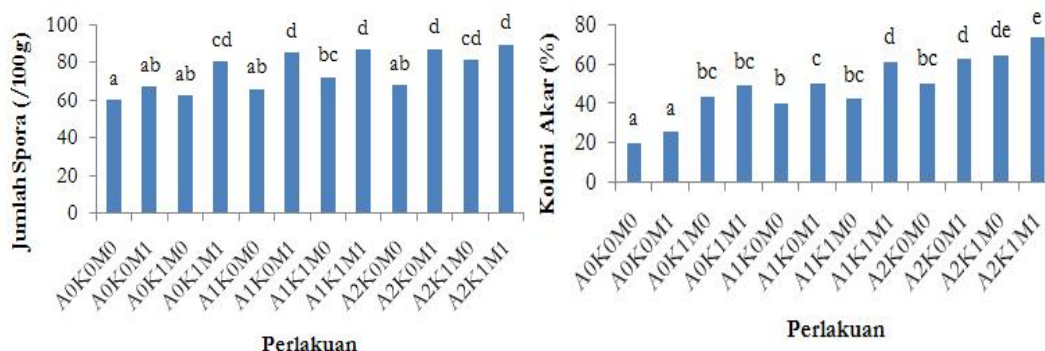 Jumlah Spora (/100g)
100
80
60
40
20
0
a
ab
ab
cd
ab
d
bc
d
ab
d
cd
d
A0K0M0
A0K0M1
A0K1M0
A0K1M1
A1K0M0
A1K0M1
A1K1M0
A1K1M1
A2K0M0
A2K0M1
A2K1M0
A2K1M1
Perlakuan
Koloni Akar (%)
80
60
40
20
0
a
a
bc
bc
b
c
bc
d
bc
d
de
e
A0K0M0
A0K0M1
A0K1M0
A0K1M1
A1K0M0
A1K0M1
A1K1M0
A1K1M1
A2K0M0
A2K0M1
A2K1M0
A2K1M1
Perlakuan